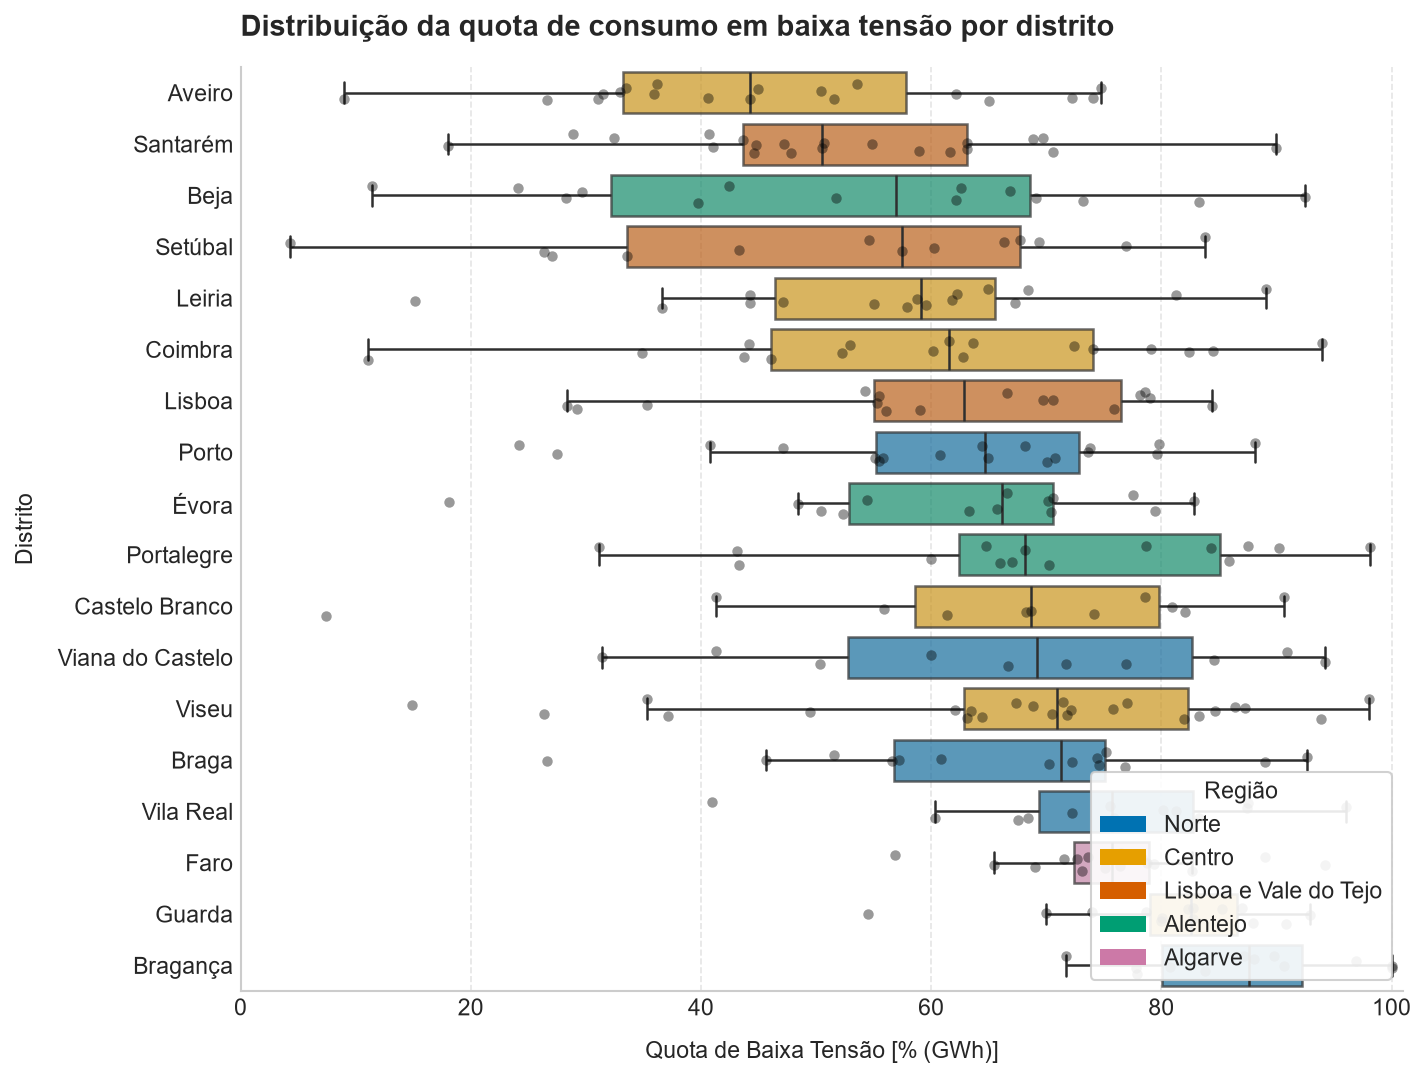 Distribuição da quota de consumo em baixa tensão por distrito
Aveiro
Santarém
Beja
Setúbal
Leiria
Coimbra
Lisboa
Porto
Évora
Portalegre
Castelo Branco
Viana do Castelo
Viseu
Braga
Vila Real
Faro
Guarda
Bragança
Distrito
Região
Norte
Centro
Lisboa e Vale do Tejo
Alentejo
Algarve
0 20 40 60 80 100
Quota de Baixa Tensão [% (GWh)]